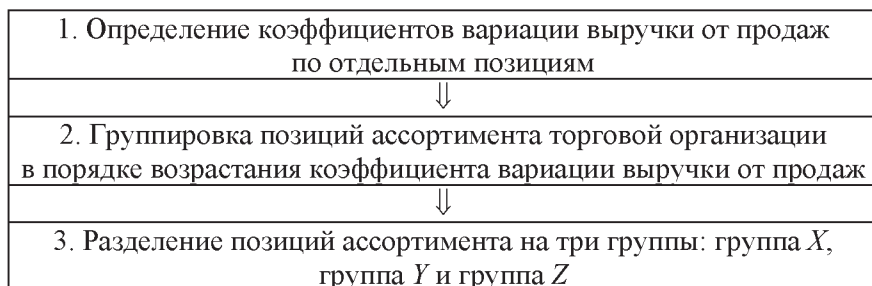 1. Определение коэффициентов вариации выручки от продаж
по отдельным позициям
⇓
2. Группировка позиций ассортимента торговой организации
в порядке возрастания коэффициента вариации выручки от продаж
⇓
3. Разделение позиций ассортимента на три группы: группа X,
группа Y и группа Z